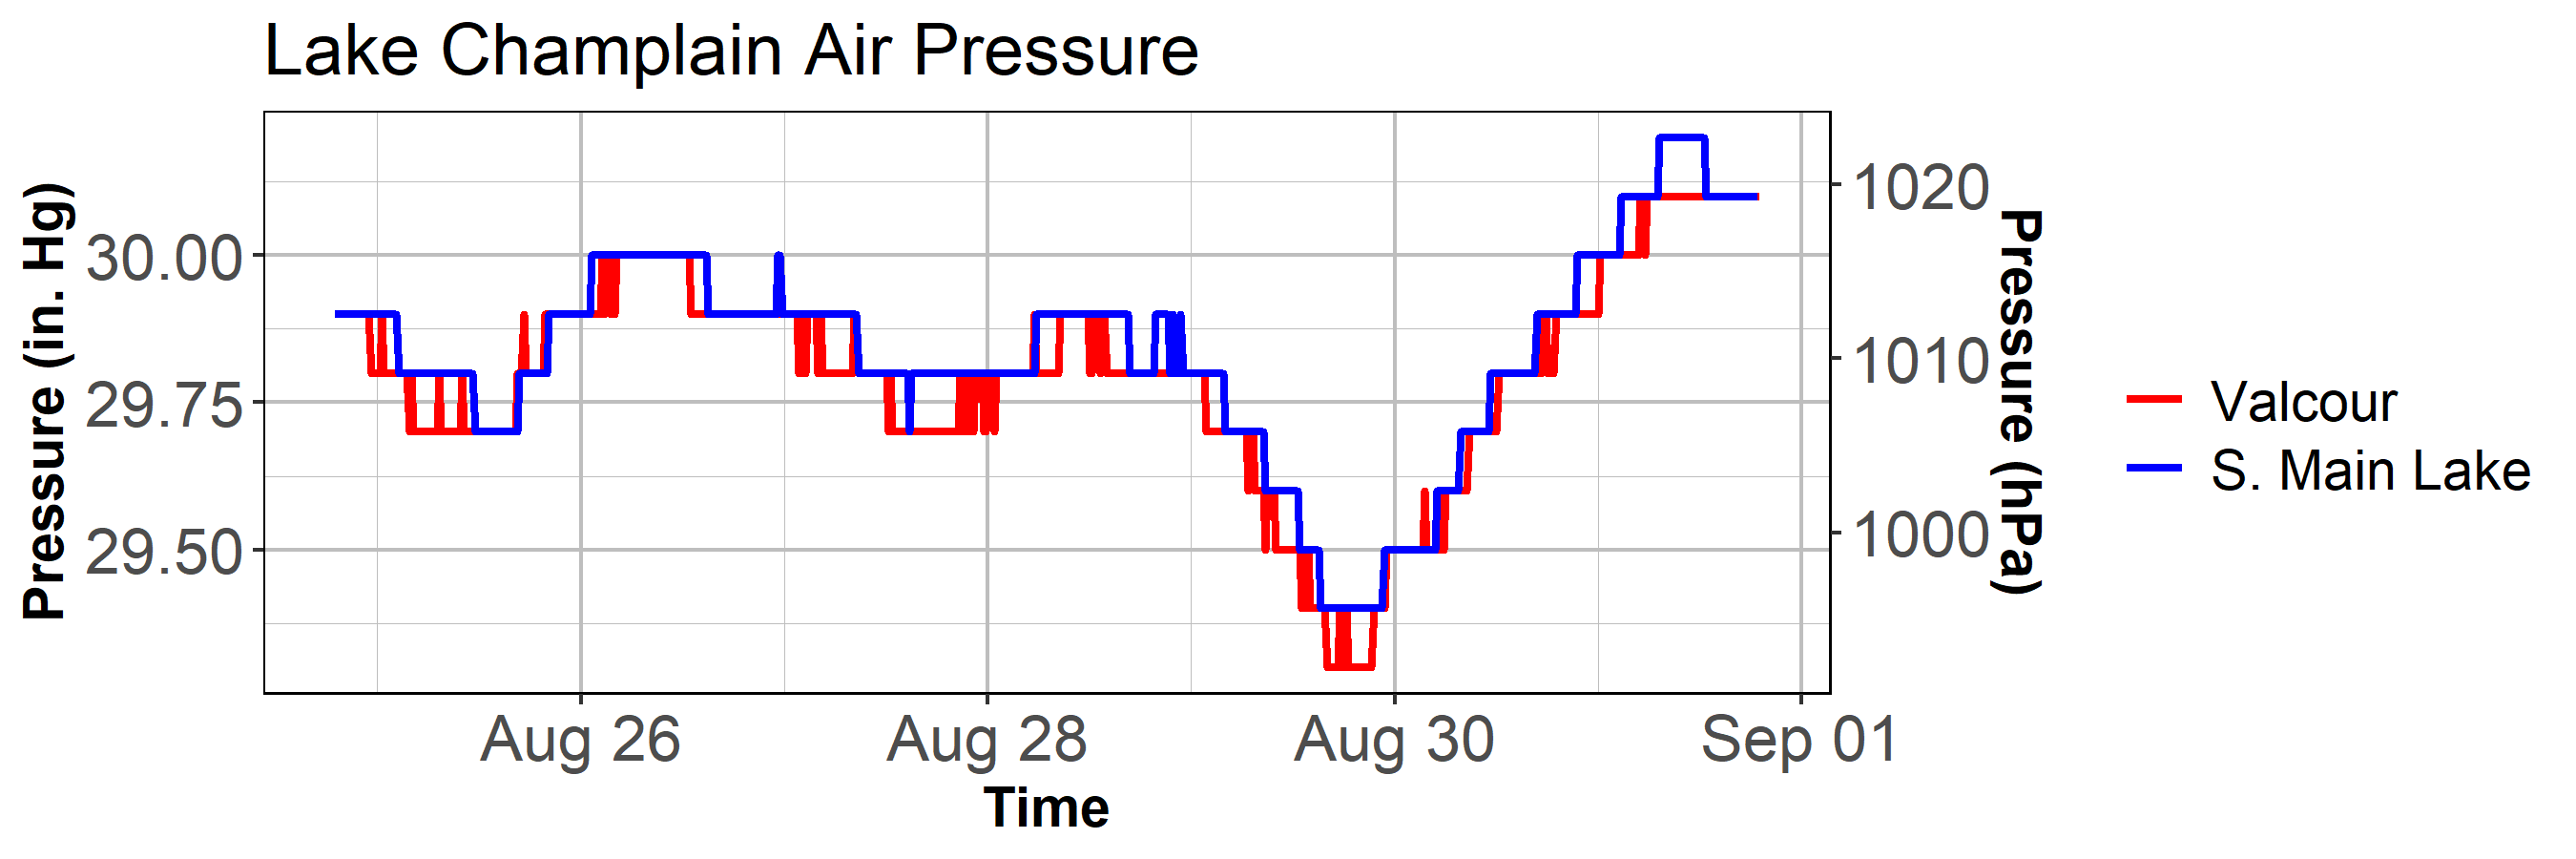 Lake Champlain Air Pressure
Pressure (in. Hg)
30.00
29.75
29.50
1020
1010
1000
Pressure (hPa)
Aug 26
Aug 28
Aug 30
Sep 01
Time
Valcour
S. Main Lake